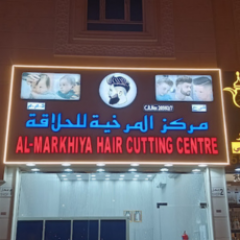 مركز المرخية للحلاقة
AL-MARKHIYA HAIR CUTTING CENTRE